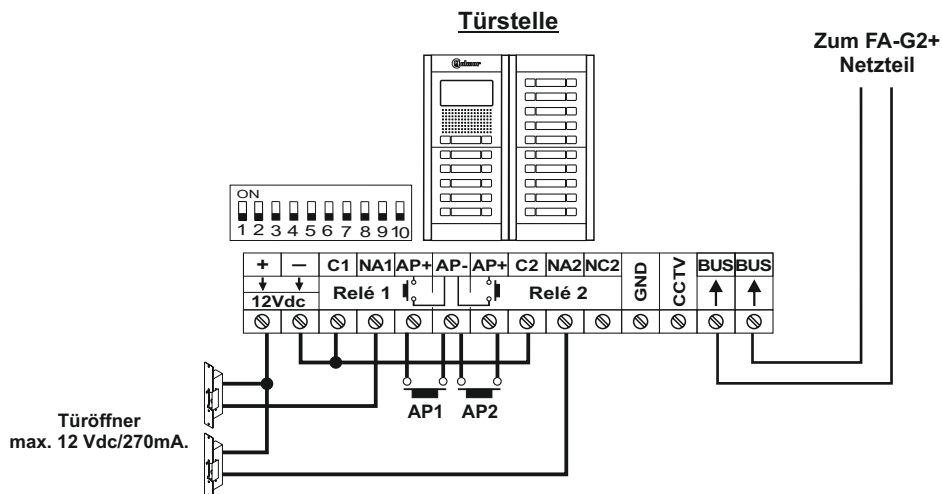 Türstelle
Zum FA-G2+
Netzteil
Golmar
ON
1 2 3 4 5 6 7 8 9 10
+ – C1 NA1 AP+ AP- AP+ C2 NA2 NC2 GND CCTV BUS BUS
12Vdc Relé 1 Relé 2
AP1 AP2
Türöffner
max. 12 Vdc/270mA.